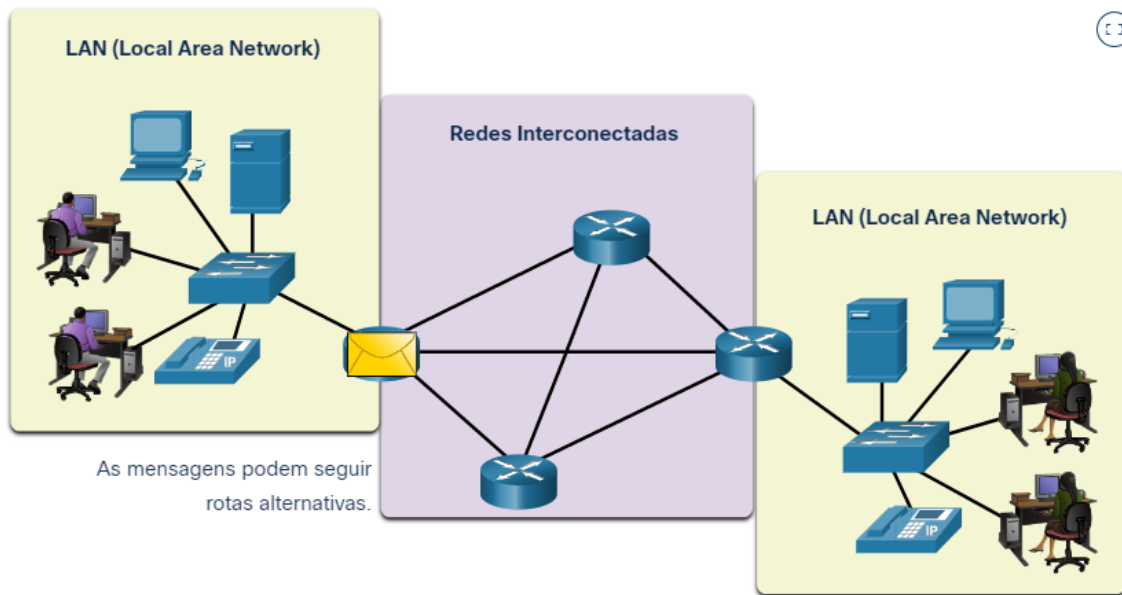 LAN (Local Area Network)
Redes Interconectadas
LAN (Local Area Network)
IP
As mensagens podem seguir
rotas alternativas.
IP